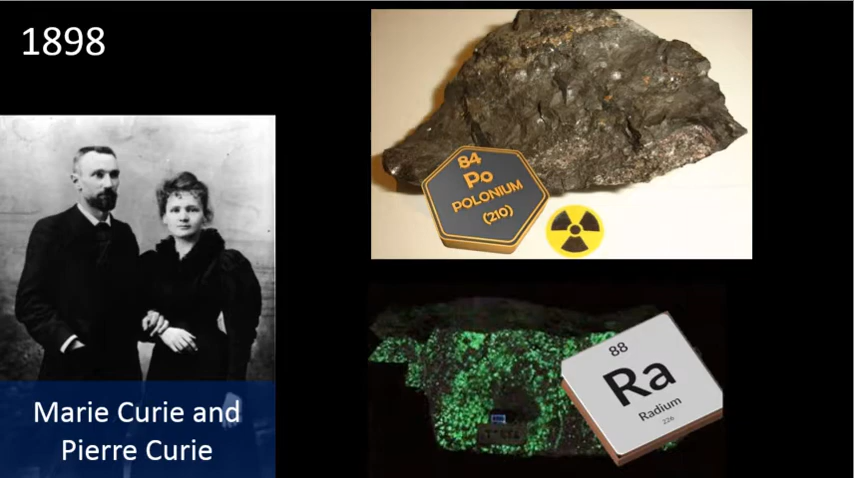 1898
84
Po
POLONIUM
(210)
88
Ra
Radium
226
Marie Curie and
Pierre Curie